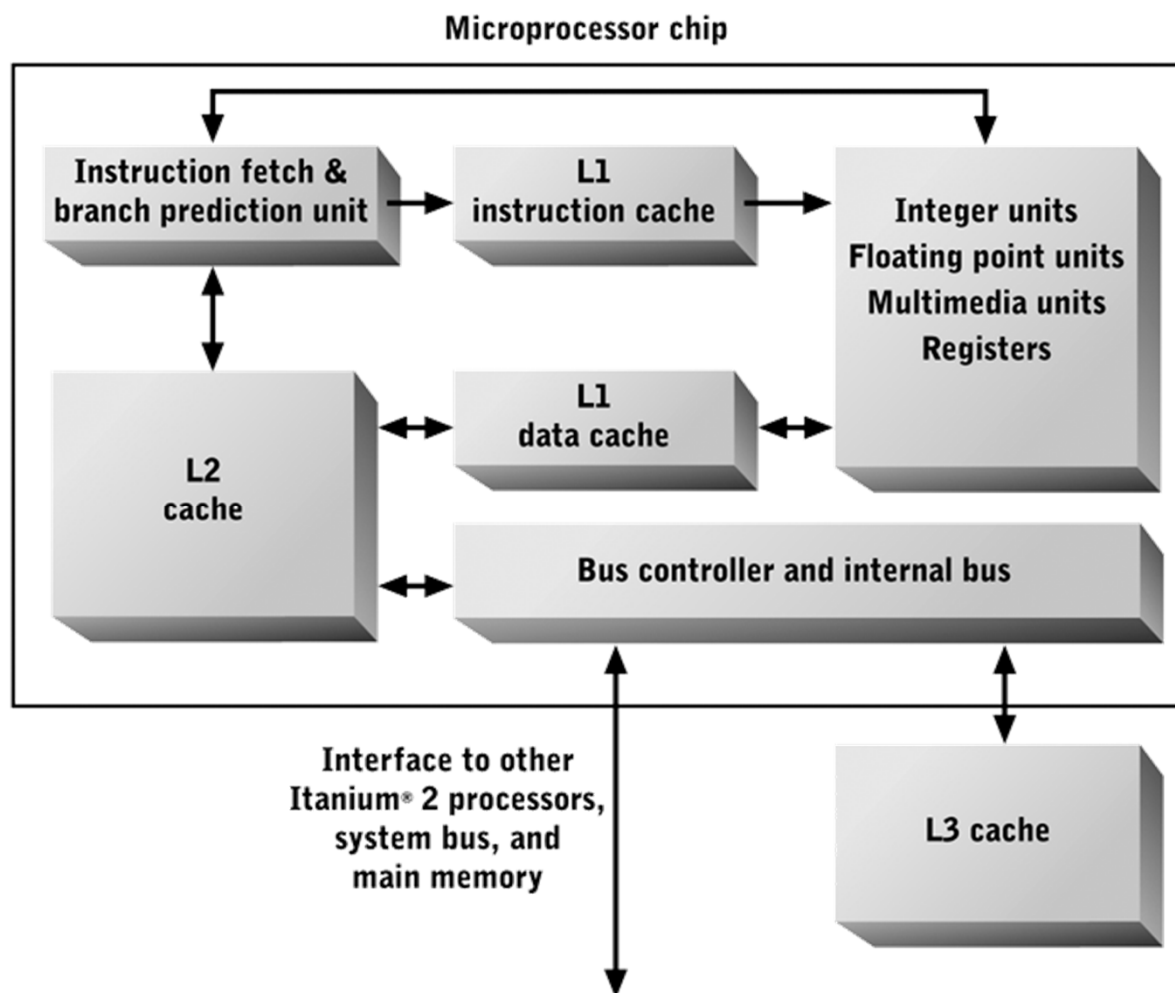 Microprocessor chip
Instruction fetch &
branch prediction unit
L1
instruction cache
Integer units
Floating point units
Multimedia units
Registers
L1
data cache
L2
cache
Bus controller and internal bus
Interface to other
Itanium® 2 processors,
system bus, and
main memory
L3 cache